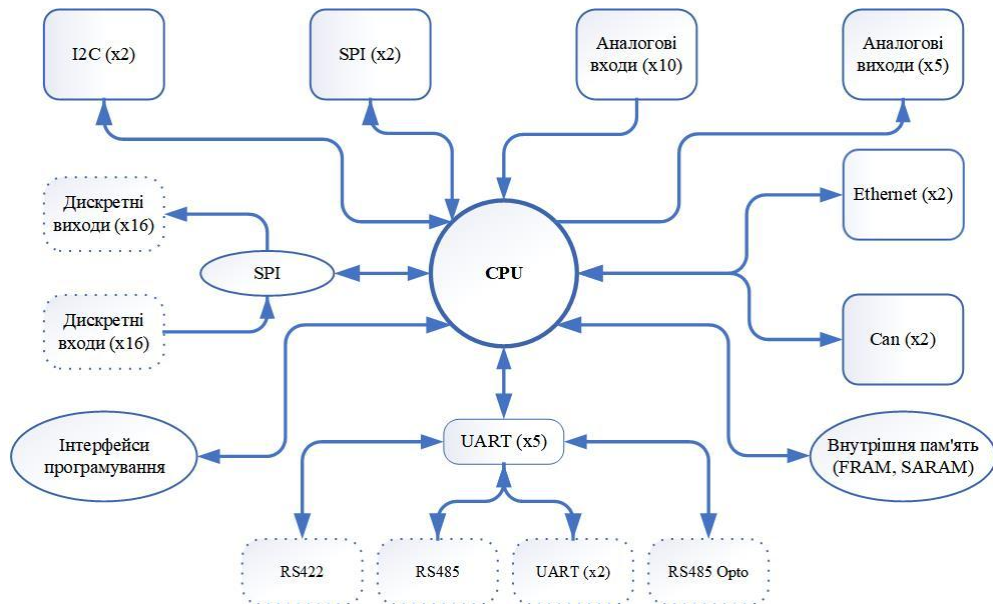 I2C (x2)
SPI (x2)
Аналогові
входи (x10)
Аналогові
виходи (x5)
Дискретні
виходи (x16)
Ethernet (x2)
SPI
CPU
Дискретні
входи (x16)
Can (x2)
Інтерфейси
програмування
UART (x5)
Внутрішня пам'ять
(FRAM, SARAM)
RS422
RS485
UART (x2)
RS485 Opto